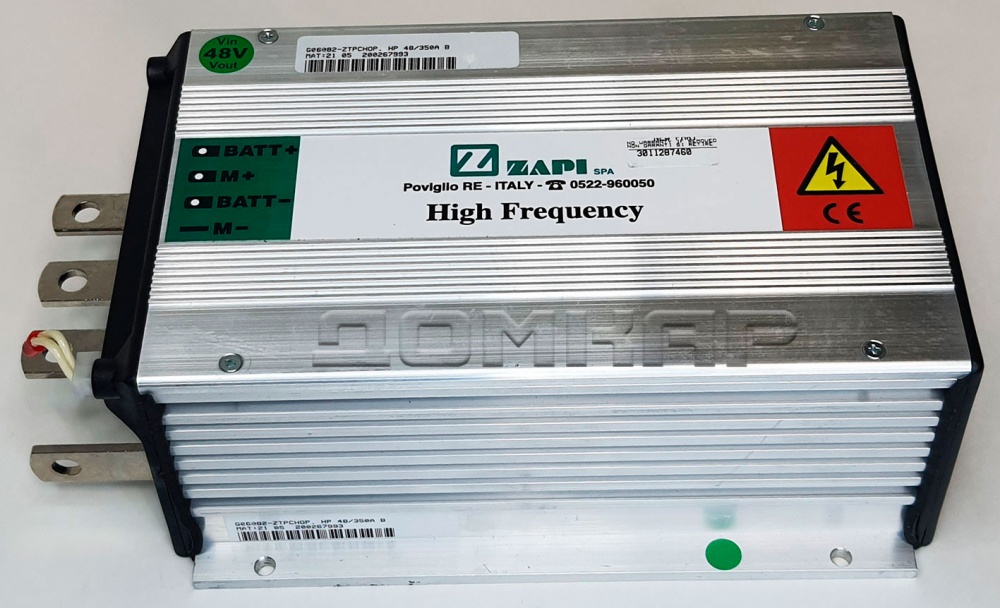 Vin
48V
Vout
G06082-ZTPCHOP. HP 48/350A B
MAT:21 05 200267993
BATT+
M+
BATT-
M-
Z ZAPI SPA
Poviglio RE - ITALY - ☎ 0522-960050
High Frequency
3011287460
CE
ДОМКАР
G06082-ZTPCHOP. HP 48/350A B
MAT:21 05 200267993